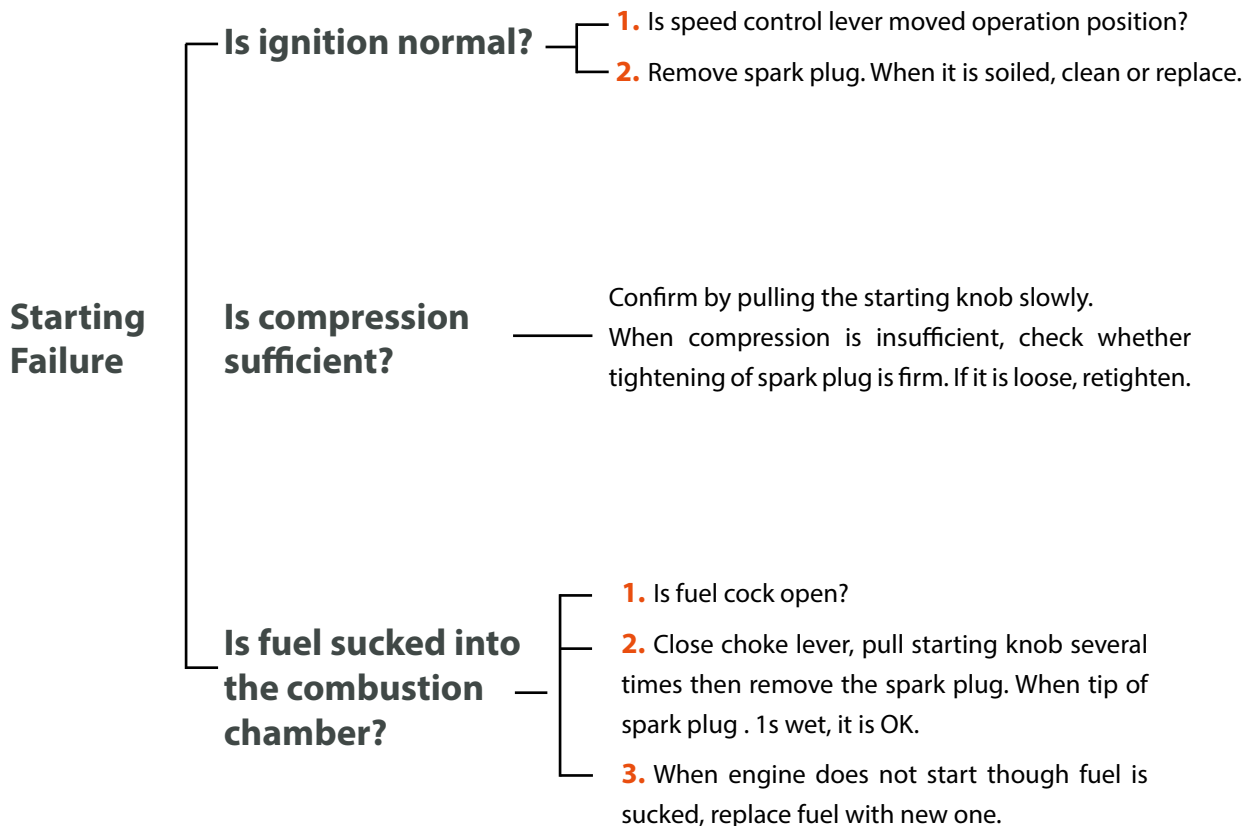 Starting
Failure
Is ignition normal?
1. Is speed control lever moved operation position?
2. Remove spark plug. When it is soiled, clean or replace.
Is compression
sufficient?
Confirm by pulling the starting knob slowly.
When compression is insufficient, check whether
tightening of spark plug is firm. If it is loose, retighten.
Is fuel sucked into
the combustion
chamber?
1. Is fuel cock open?
2. Close choke lever, pull starting knob several
times then remove the spark plug. When tip of
spark plug . 1s wet, it is OK.
3. When engine does not start though fuel is
sucked, replace fuel with new one.